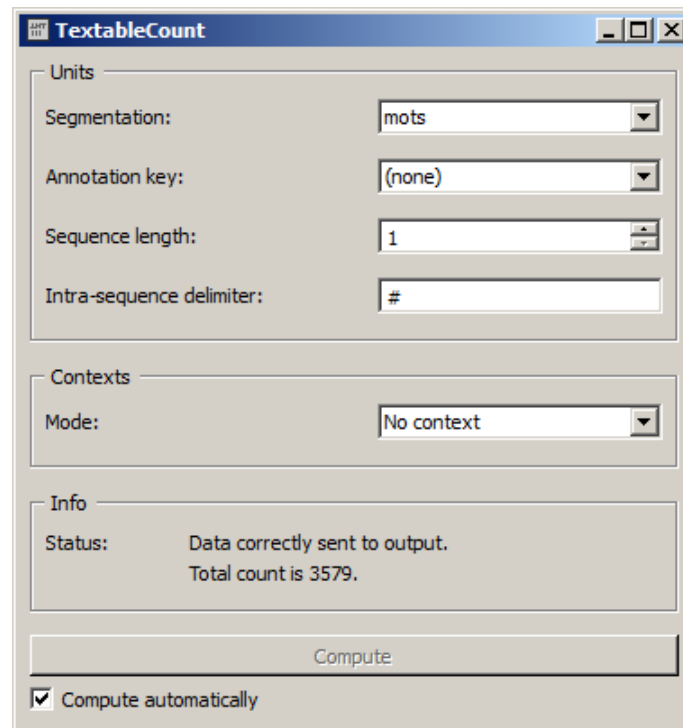 TextableCount
Units
Segmentation: mots
Annotation key: (none)
Sequence length: 1
Intra-sequence delimiter: #
Contexts
Mode: No context
Info
Status: Data correctly sent to output.
Total count is 3579.
Compute
Compute automatically